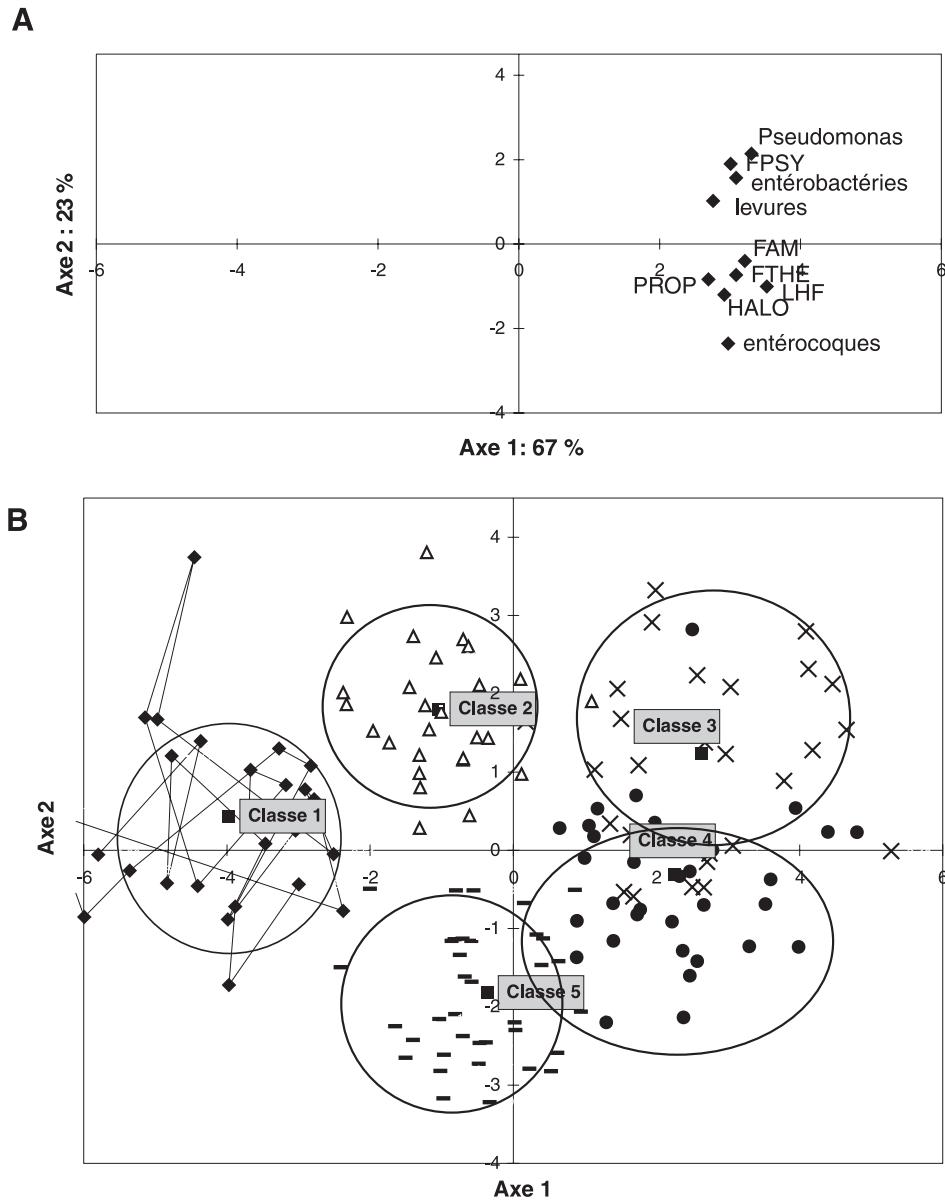 A
4
Pseudomonas
2
FPSY
entérobactéries
levures
0
FAM
-6
-4
-2
0
2
4
6
FTHE
PROP
LHF
HALO
-2
entérocoques
-4
Axe 2 : 23 %
Axe 1: 67 %
B
4
3
2
Classe 2
Classe 3
1
Classe 1
Classe 4
0
-6
-4
-2
0
2
4
6
-1
Classe 5
-2
-3
-4
Axe 2
Axe 1